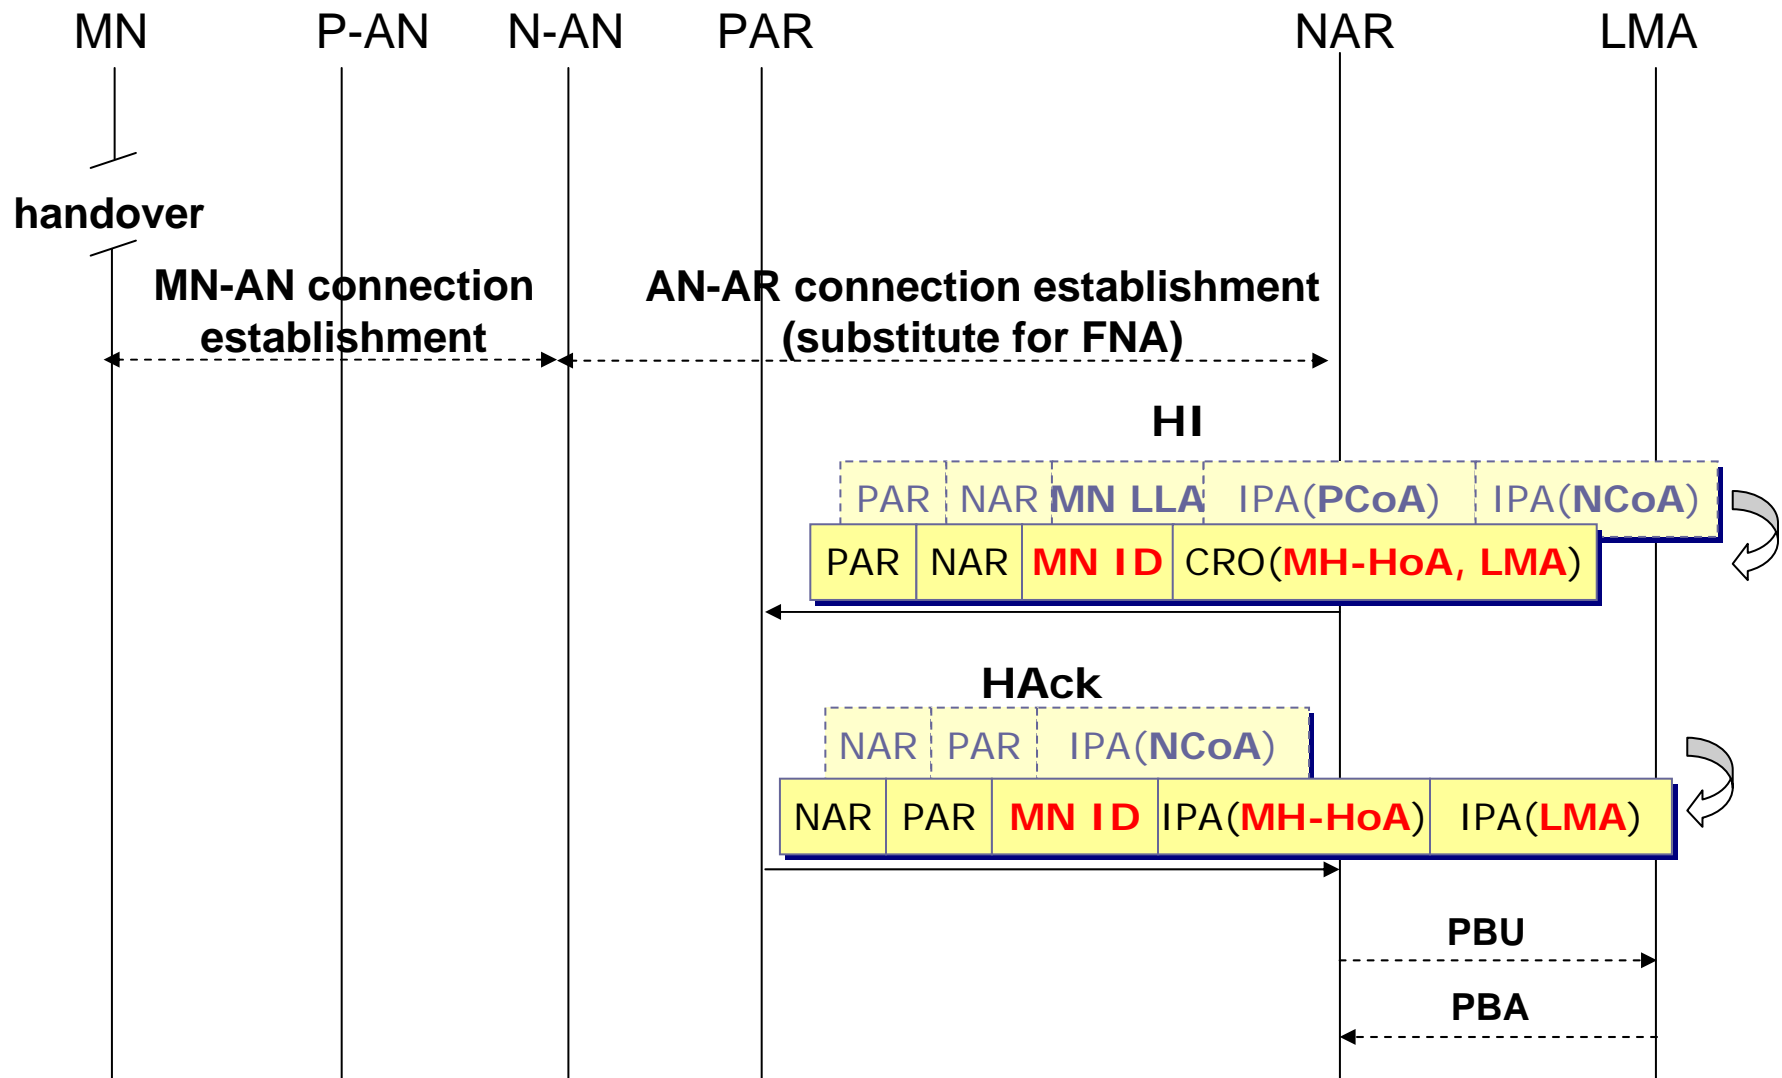 MN P-AN N-AN PAR NAR LMA
handover
MN-AN connection
establishment
AN-AR connection establishment
(substitute for FNA)
HI
PAR NAR MN LLA IPA(PCoA) IPA(NCoA)
PAR NAR MN ID CRO(MH-HoA, LMA)
HAck
NAR PAR IPA(NCoA)
NAR PAR MN ID IPA(MH-HoA) IPA(LMA)
PBU
PBA